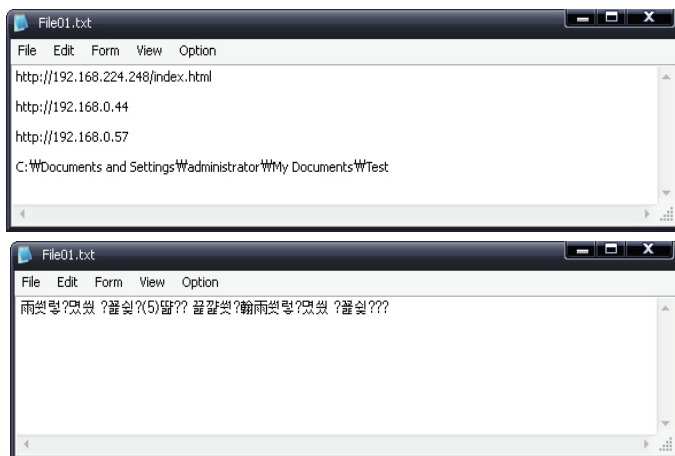 File01.txt
File Edit Form View Option
http://192.168.224.248/index.html
http://192.168.0.44
http://192.168.0.57
C:₩Documents and Settings₩administrator₩My Documents₩Test
File01.txt
File Edit Form View Option